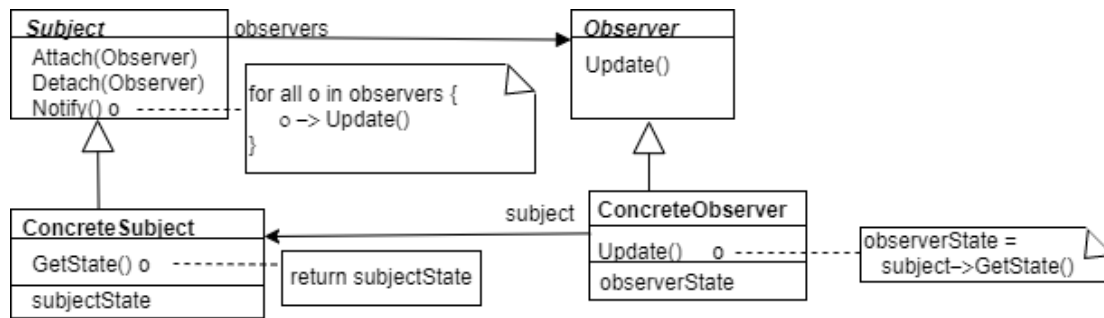 Subject
observers
Observer
Attach(Observer)
Detach(Observer)
Notify() o
for all o in observers {
o –> Update()
}
Update()
ConcreteSubject
subject
ConcreteObserver
GetState() o
return subjectState
subjectState
Update() o
observerState
observerState =
subject–>GetState()